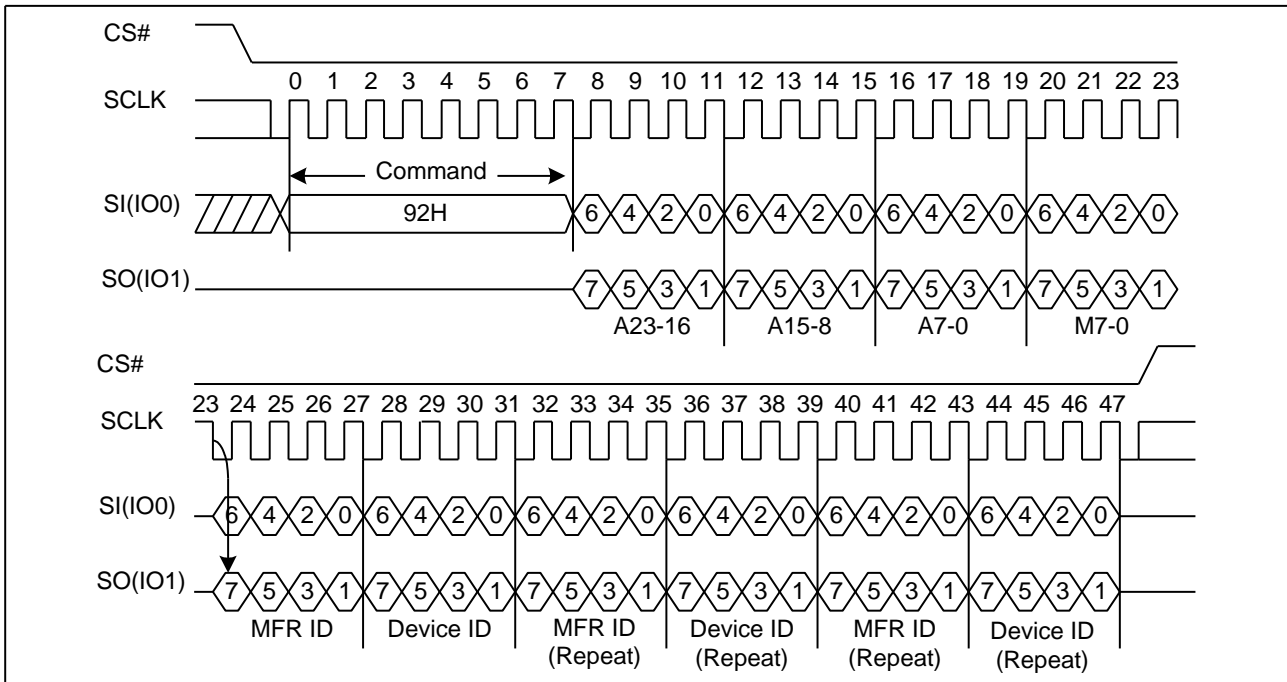 CS#
0 1 2 3 4 5 6 7 8 9 10 11 12 13 14 15 16 17 18 19 20 21 22 23
SCLK
Command
SI(IO0)
92H
6 4 2 0 6 4 2 0 6 4 2 0 6 4 2 0
SO(IO1)
7 5 3 1 7 5 3 1 7 5 3 1 7 5 3 1
A23-16 A15-8 A7-0 M7-0
CS#
23 24 25 26 27 28 29 30 31 32 33 34 35 36 37 38 39 40 41 42 43 44 45 46 47
SCLK
SI(IO0)
6 4 2 0 6 4 2 0 6 4 2 0 6 4 2 0 6 4 2 0 6 4 2 0
SO(IO1)
7 5 3 1 7 5 3 1 7 5 3 1 7 5 3 1 7 5 3 1 7 5 3 1
MFR ID Device ID MFR ID Device ID MFR ID Device ID
(Repeat) (Repeat) (Repeat) (Repeat)